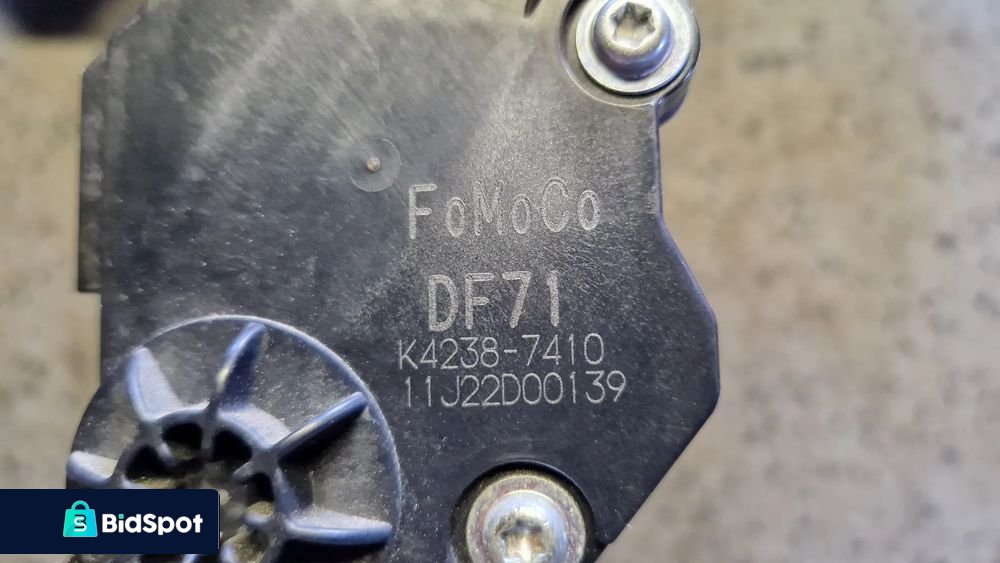 FoMoCo
DF71
K4238-7410
11J22D00139
BidSpot